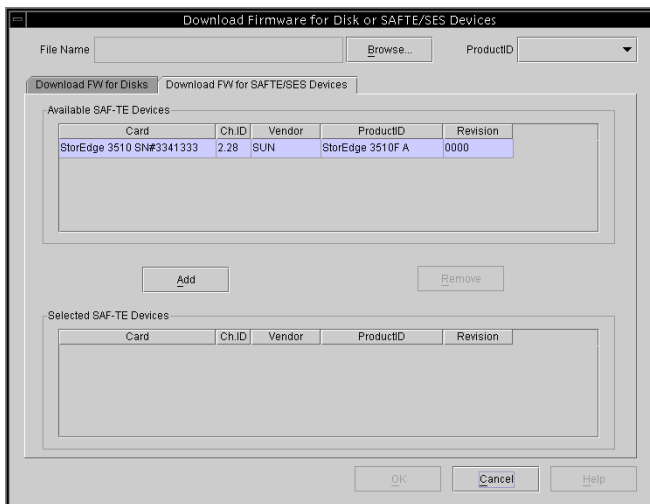 Download Firmware for Disk or SAFTE/SES Devices
File Name Browse... ProductID
Download FW for Disks Download FW for SAFTE/SES Devices
Available SAF-TE Devices
Card Ch.ID Vendor ProductID Revision
StorEdge 3510 SN#3341333 2.28 SUN StorEdge 3510F A 0000
Add Remove
Selected SAF-TE Devices
Card Ch.ID Vendor ProductID Revision
OK Cancel Help